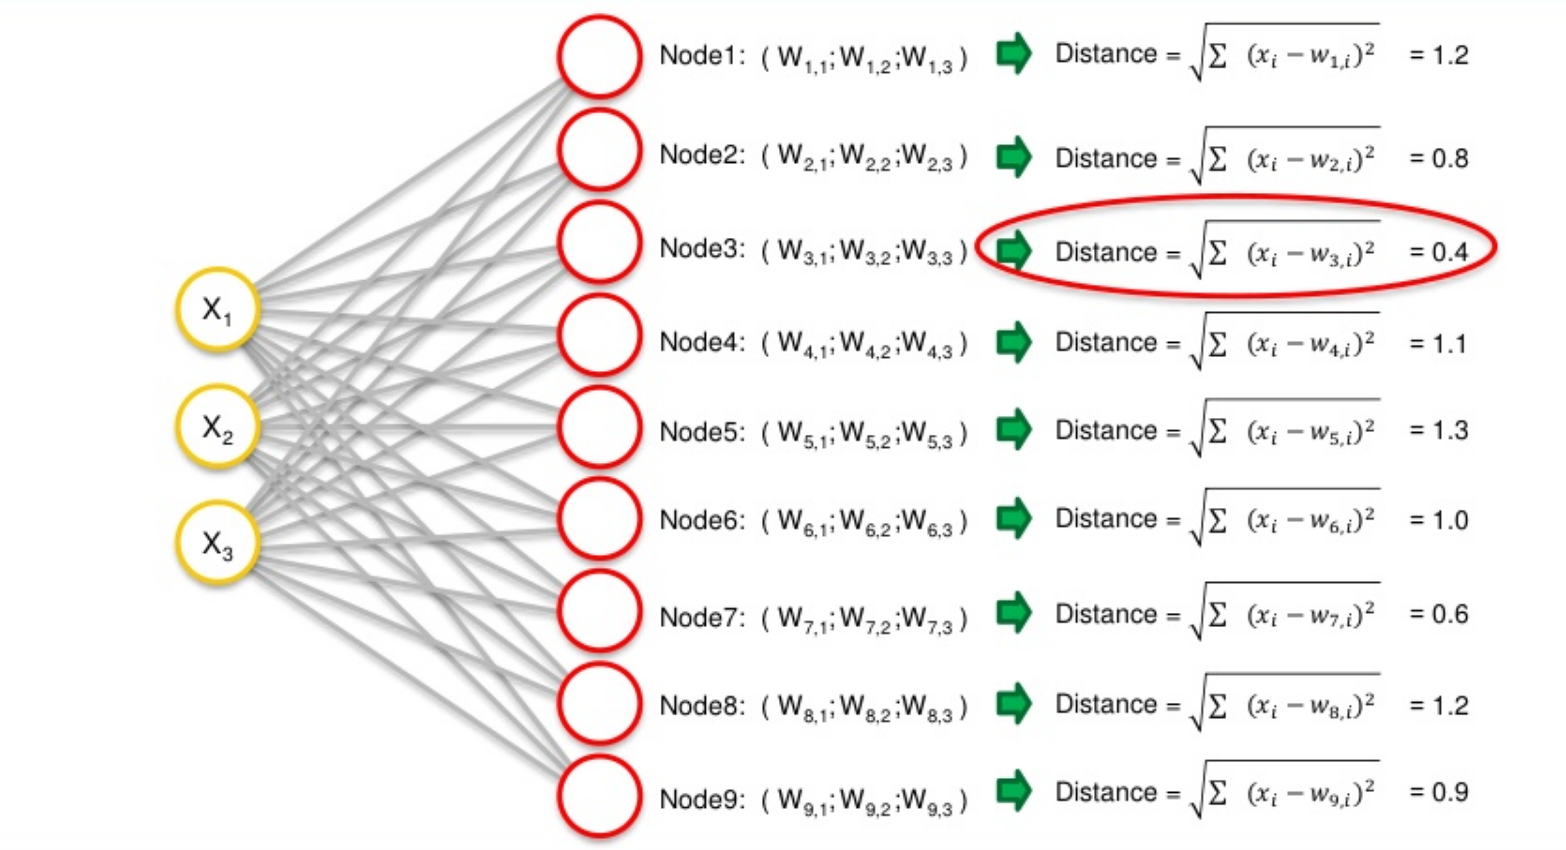 Node1: ( W1,1; W1,2; W1,3 ) Distance = √Σ (xi − w1,i)² = 1.2
Node2: ( W2,1; W2,2; W2,3 ) Distance = √Σ (xi − w2,i)² = 0.8
Node3: ( W3,1; W3,2; W3,3 ) Distance = √Σ (xi − w3,i)² = 0.4
X1
Node4: ( W4,1; W4,2; W4,3 ) Distance = √Σ (xi − w4,i)² = 1.1
X2
Node5: ( W5,1; W5,2; W5,3 ) Distance = √Σ (xi − w5,i)² = 1.3
Node6: ( W6,1; W6,2; W6,3 ) Distance = √Σ (xi − w6,i)² = 1.0
X3
Node7: ( W7,1; W7,2; W7,3 ) Distance = √Σ (xi − w7,i)² = 0.6
Node8: ( W8,1; W8,2; W8,3 ) Distance = √Σ (xi − w8,i)² = 1.2
Node9: ( W9,1; W9,2; W9,3 ) Distance = √Σ (xi − w9,i)² = 0.9